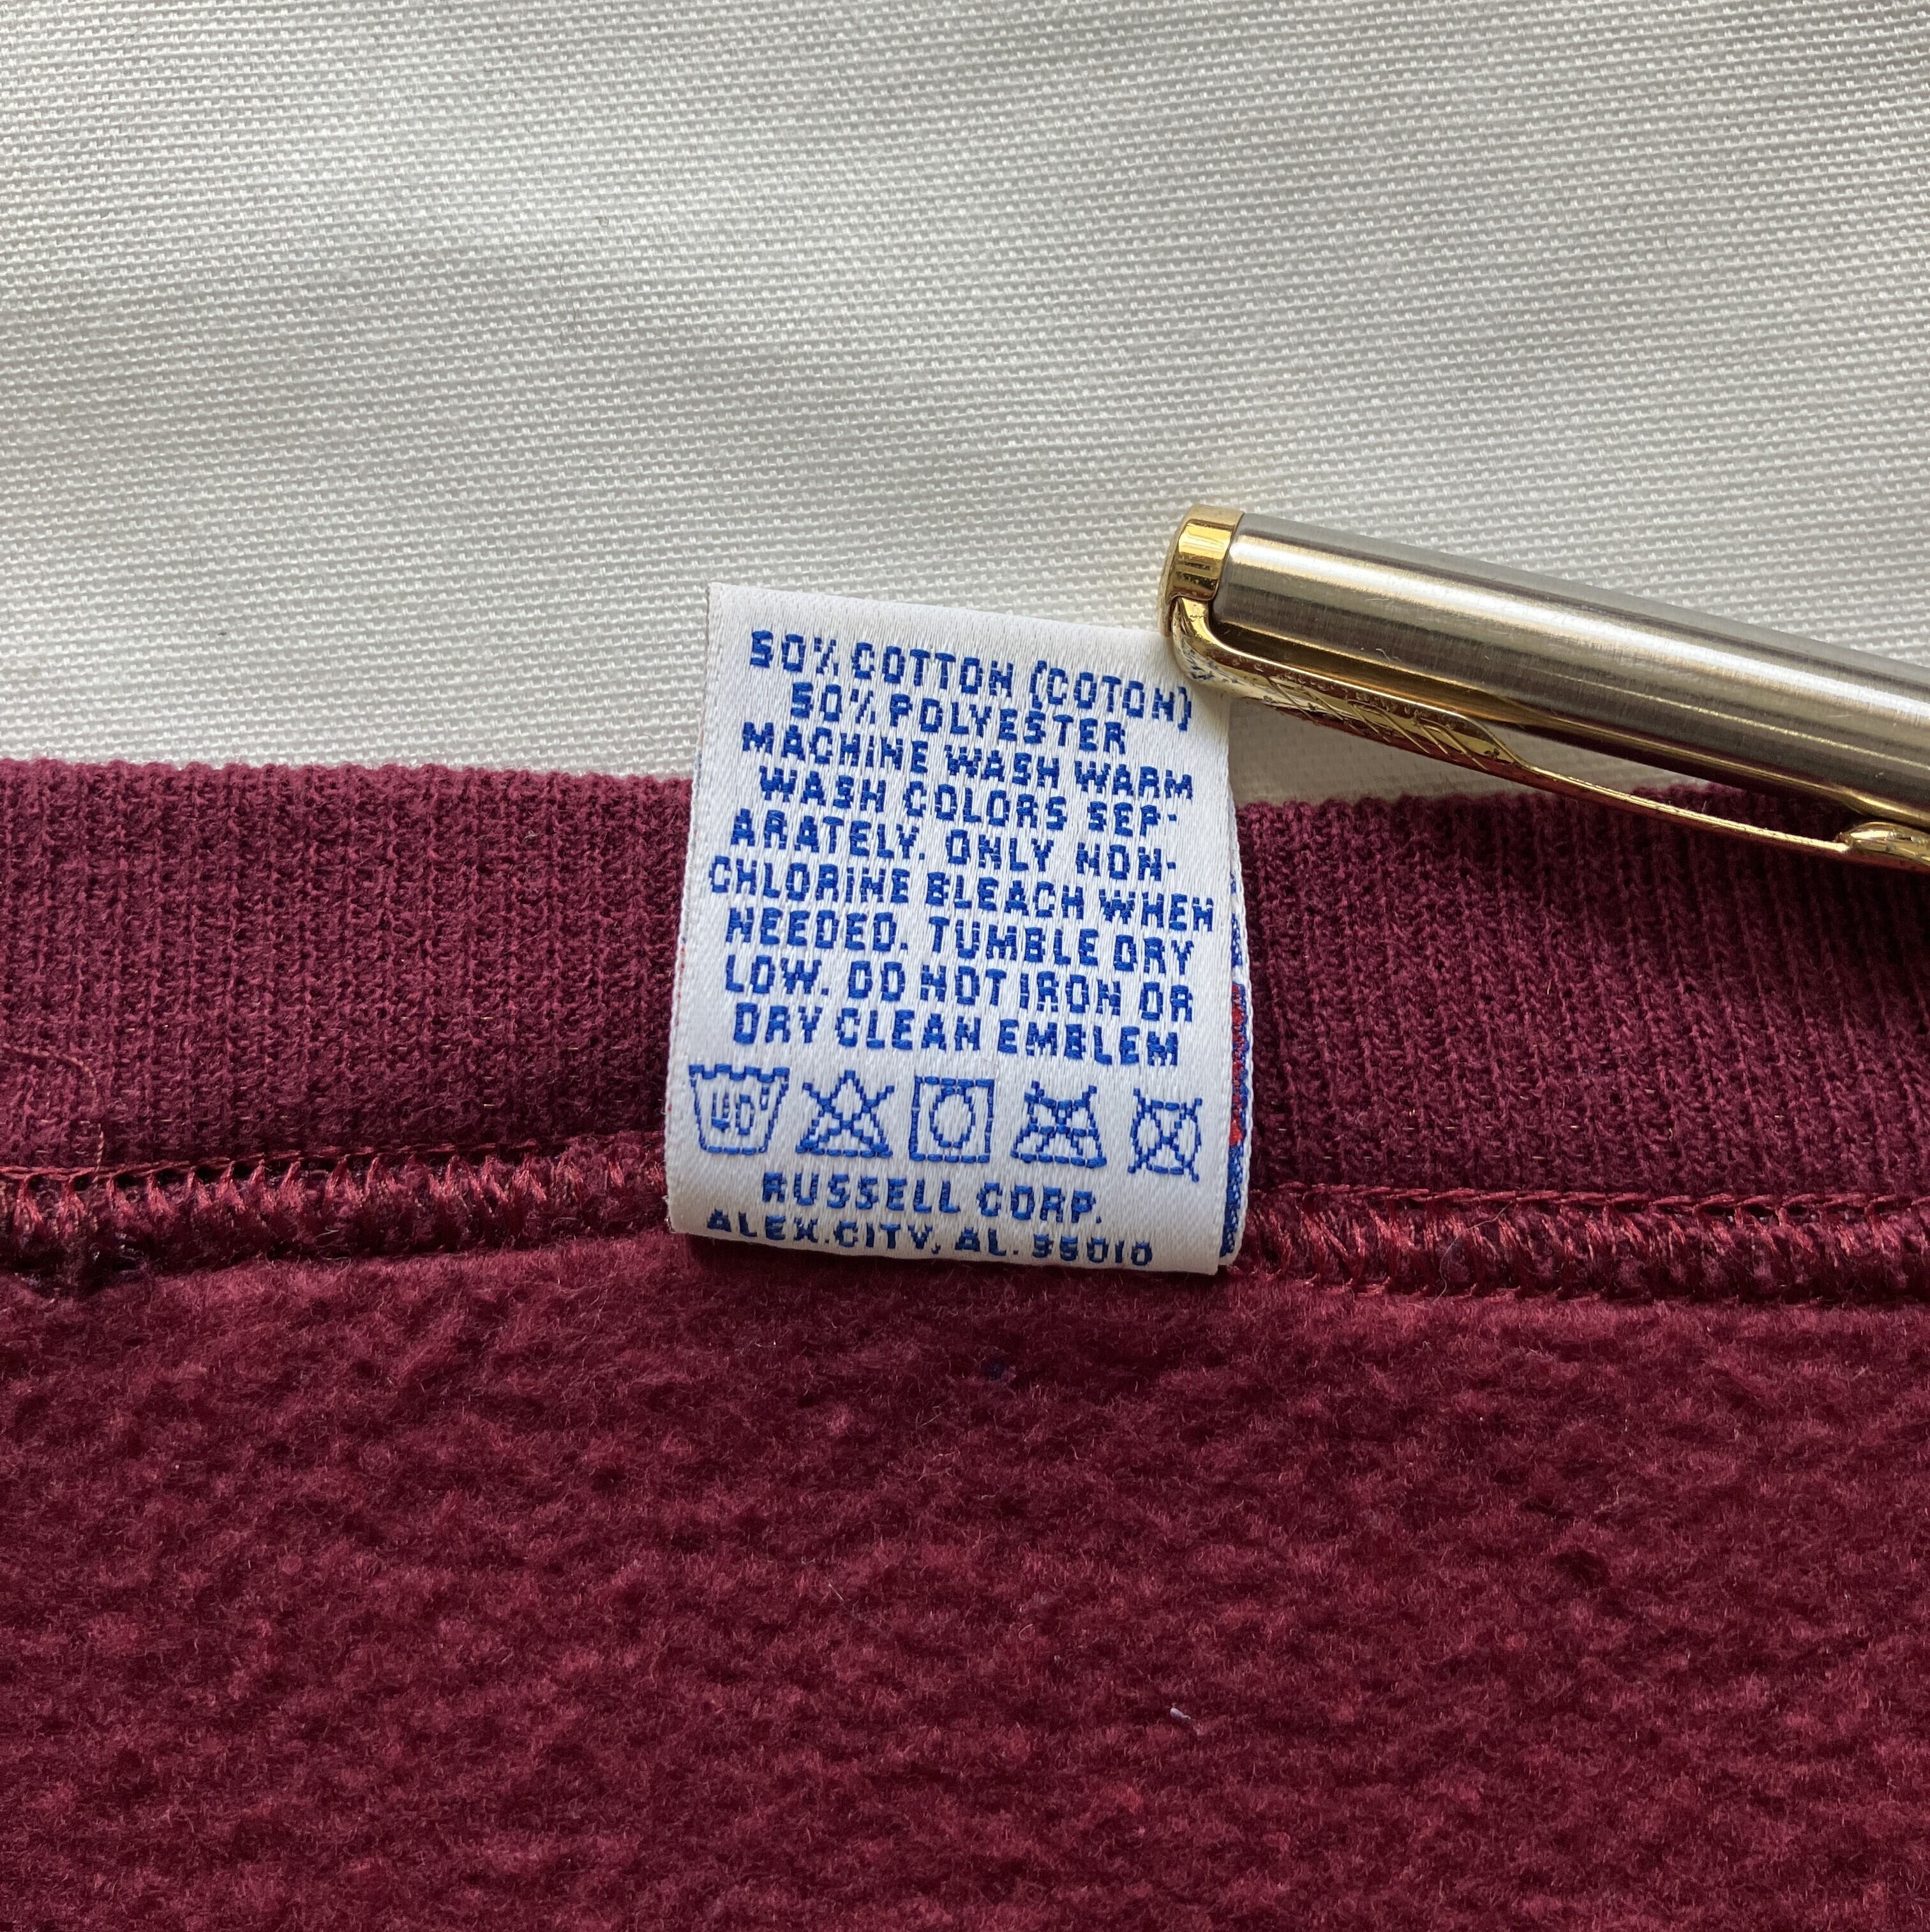 50% COTTON (COTON)
50% POLYESTER
MACHINE WASH WARM
WASH COLORS SEP-
ARATELY. ONLY NON-
CHLORINE BLEACH WHEN
NEEDED. TUMBLE DRY
LOW. DO NOT IRON OR
DRY CLEAN EMBLEM
40°
RUSSELL CORP.
ALEX.CITY, AL. 35010